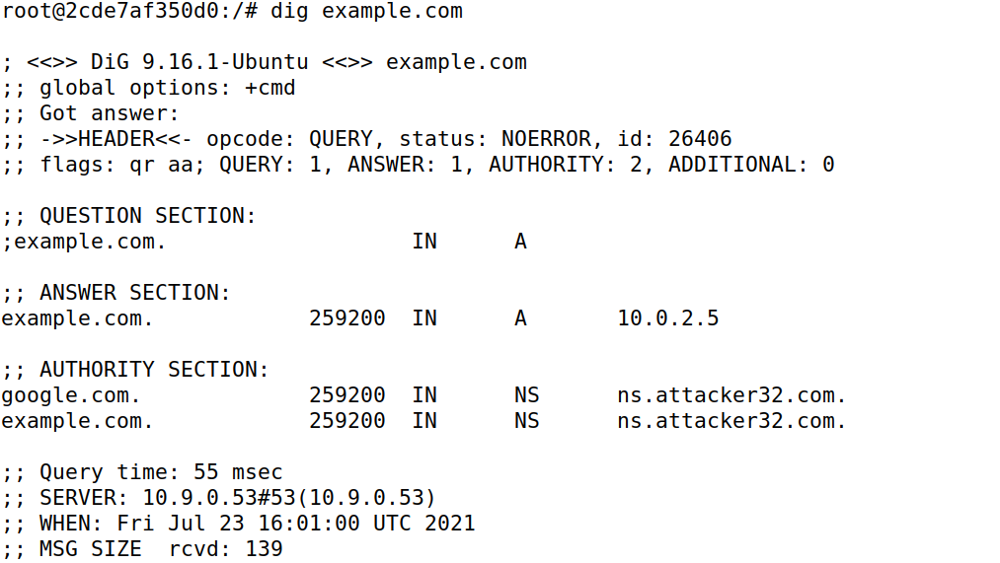 root@2cde7af350d0:/# dig example.com
; <<>> DiG 9.16.1-Ubuntu <<>> example.com
;; global options: +cmd
;; Got answer:
;; ->>HEADER<<- opcode: QUERY, status: NOERROR, id: 26406
;; flags: qr aa; QUERY: 1, ANSWER: 1, AUTHORITY: 2, ADDITIONAL: 0
;; QUESTION SECTION:
;example.com. IN A
;; ANSWER SECTION:
example.com. 259200 IN A 10.0.2.5
;; AUTHORITY SECTION:
google.com. 259200 IN NS ns.attacker32.com.
example.com. 259200 IN NS ns.attacker32.com.
;; Query time: 55 msec
;; SERVER: 10.9.0.53#53(10.9.0.53)
;; WHEN: Fri Jul 23 16:01:00 UTC 2021
;; MSG SIZE rcvd: 139